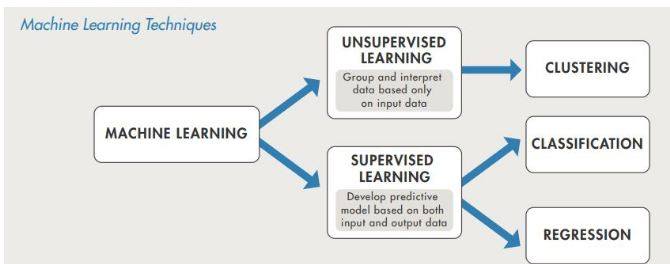 Machine Learning Techniques
MACHINE LEARNING
UNSUPERVISED
LEARNING
Group and interpret
data based only
on input data
CLUSTERING
SUPERVISED
LEARNING
Develop predictive
model based on both
input and output data
CLASSIFICATION
REGRESSION